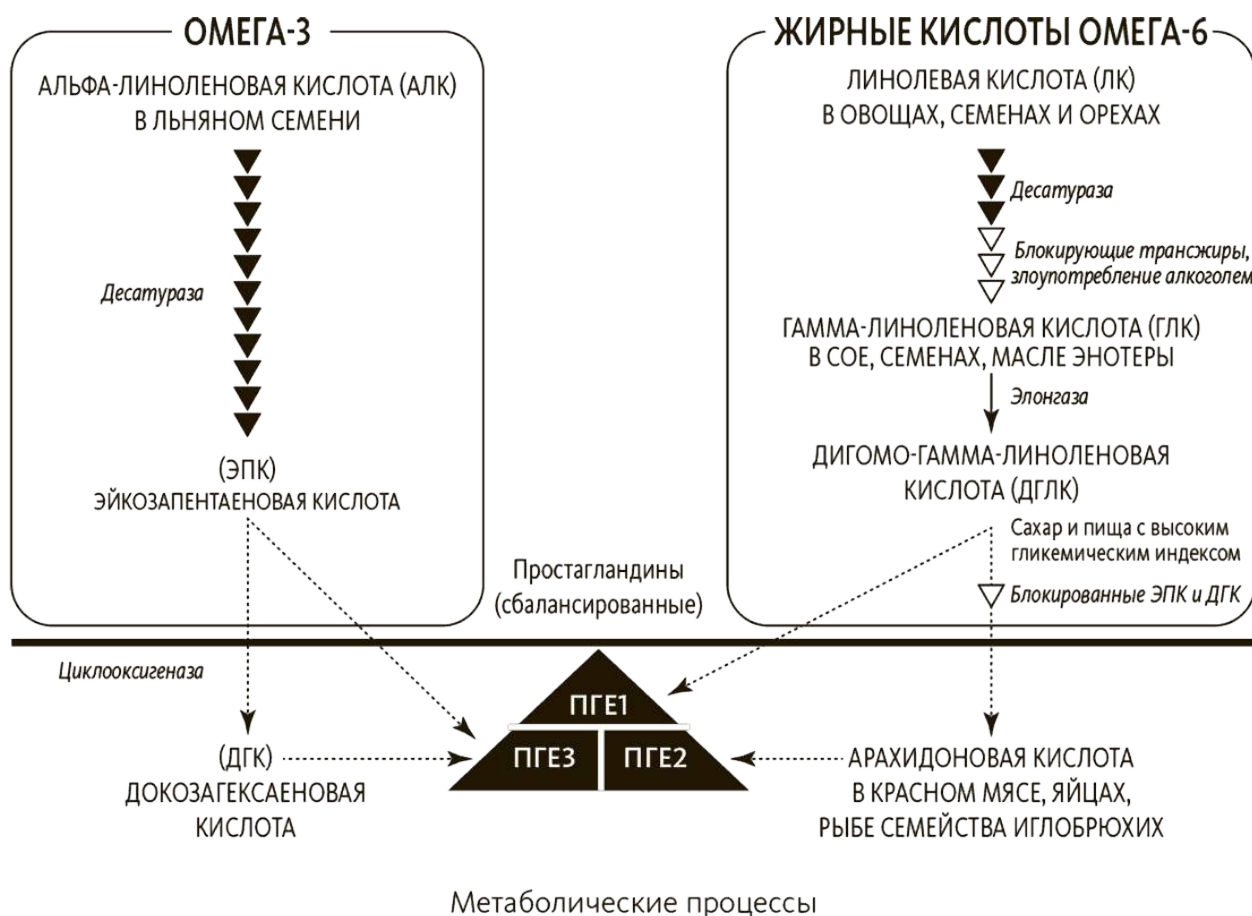 ОМЕГА-3
АЛЬФА-ЛИНОЛЕНОВАЯ КИСЛОТА (АЛК)
В ЛЬНЯНОМ СЕМЕНИ
Десатураза
(ЭПК)
ЭЙКОЗАПЕНТАЕНОВАЯ КИСЛОТА
ЖИРНЫЕ КИСЛОТЫ ОМЕГА-6
ЛИНОЛЕВАЯ КИСЛОТА (ЛК)
В ОВОЩАХ, СЕМЕНАХ И ОРЕХАХ
Десатураза
Блокирующие трансжиры,
злоупотребление алкоголем
ГАММА-ЛИНОЛЕНОВАЯ КИСЛОТА (ГЛК)
В СОЕ, СЕМЕНАХ, МАСЛЕ ЭНОТЕРЫ
Элонгаза
ДИГОМО-ГАММА-ЛИНОЛЕНОВАЯ
КИСЛОТА (ДГЛК)
Сахар и пища с высоким
гликемическим индексом
Блокированные ЭПК и ДГК
Простагландины
(сбалансированные)
Циклооксигеназа
(ДГК)
ДОКОЗАГЕКСАЕНОВАЯ
КИСЛОТА
ПГЕ1
ПГЕ3
ПГЕ2
АРАХИДОНОВАЯ КИСЛОТА
В КРАСНОМ МЯСЕ, ЯЙЦАХ,
РЫБЕ СЕМЕЙСТВА ИГЛОБРЮХИХ
Метаболические процессы